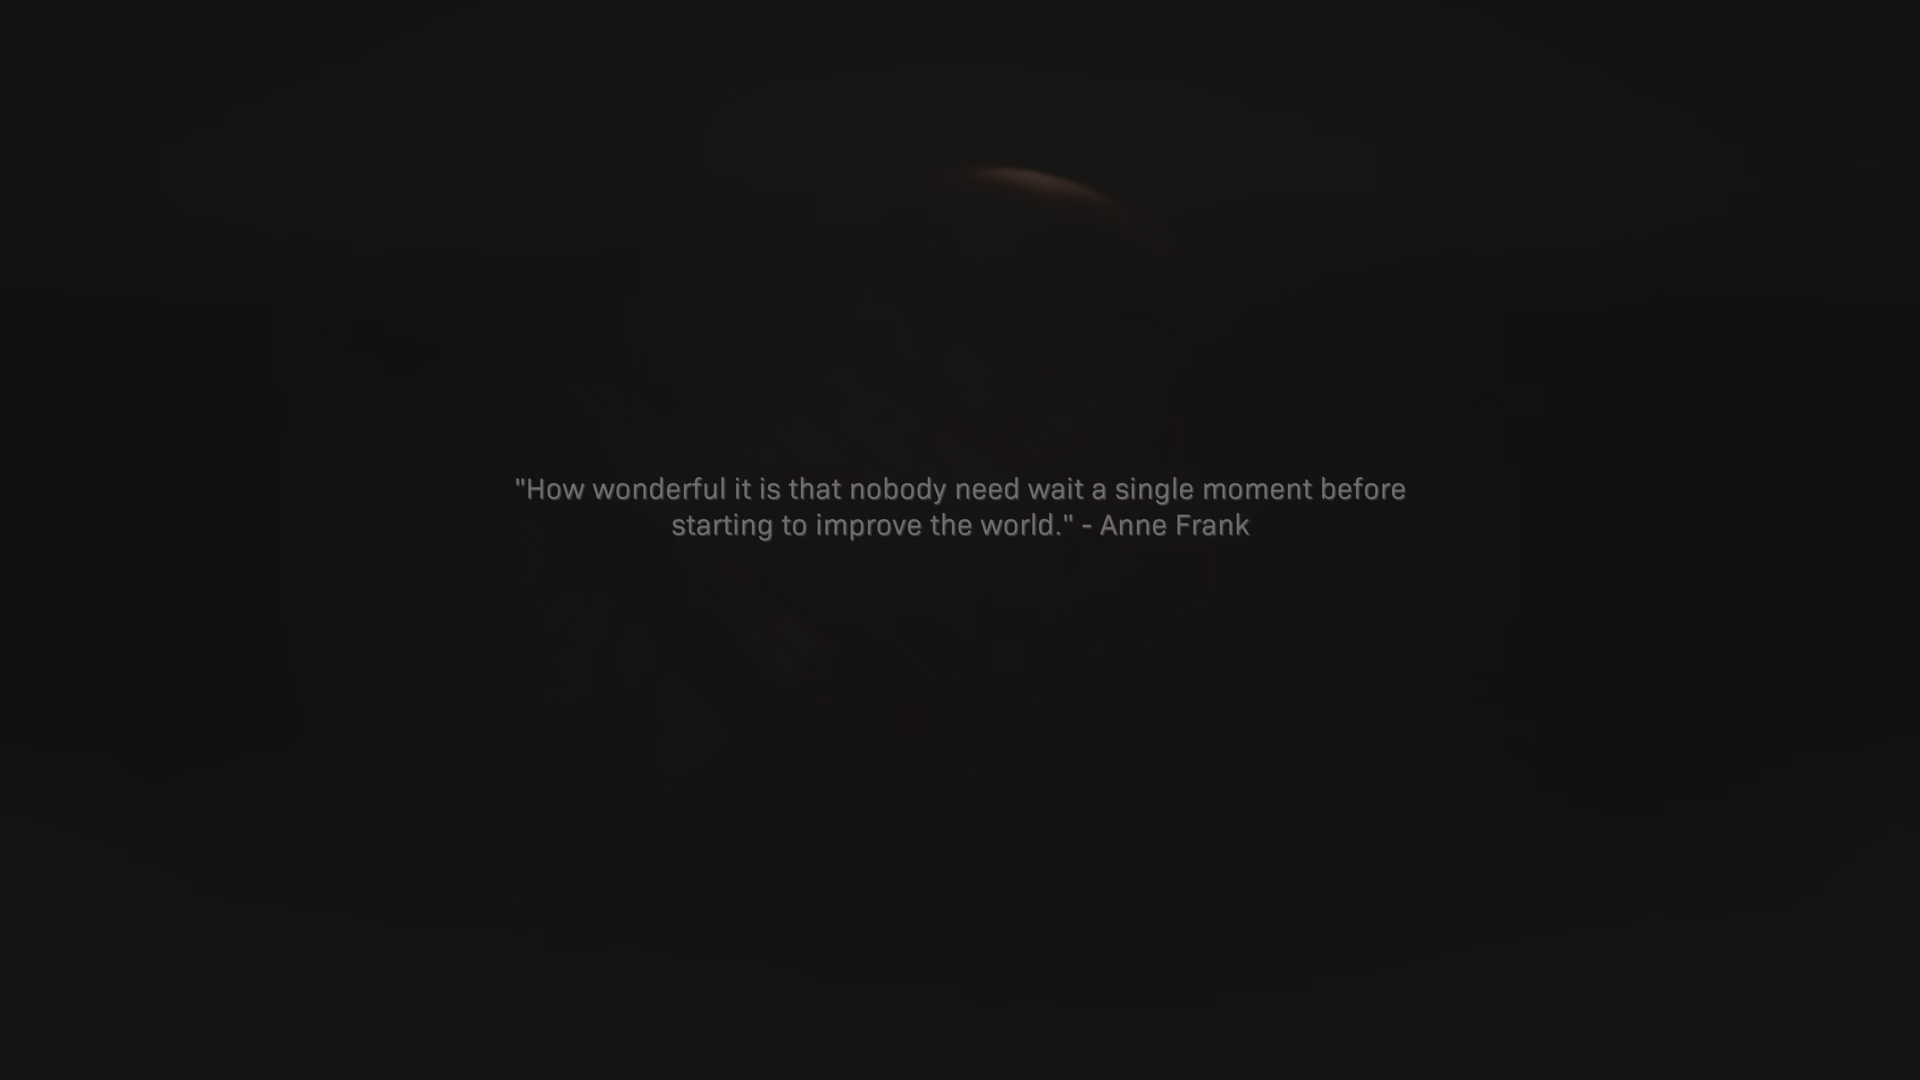 "How wonderful it is that nobody need wait a single moment before
starting to improve the world." - Anne Frank